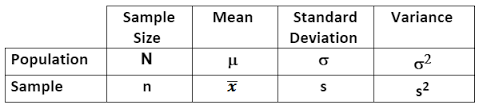 Sample Size Mean Standard Deviation Variance
Population N μ σ σ²
Sample n x̅ s s²